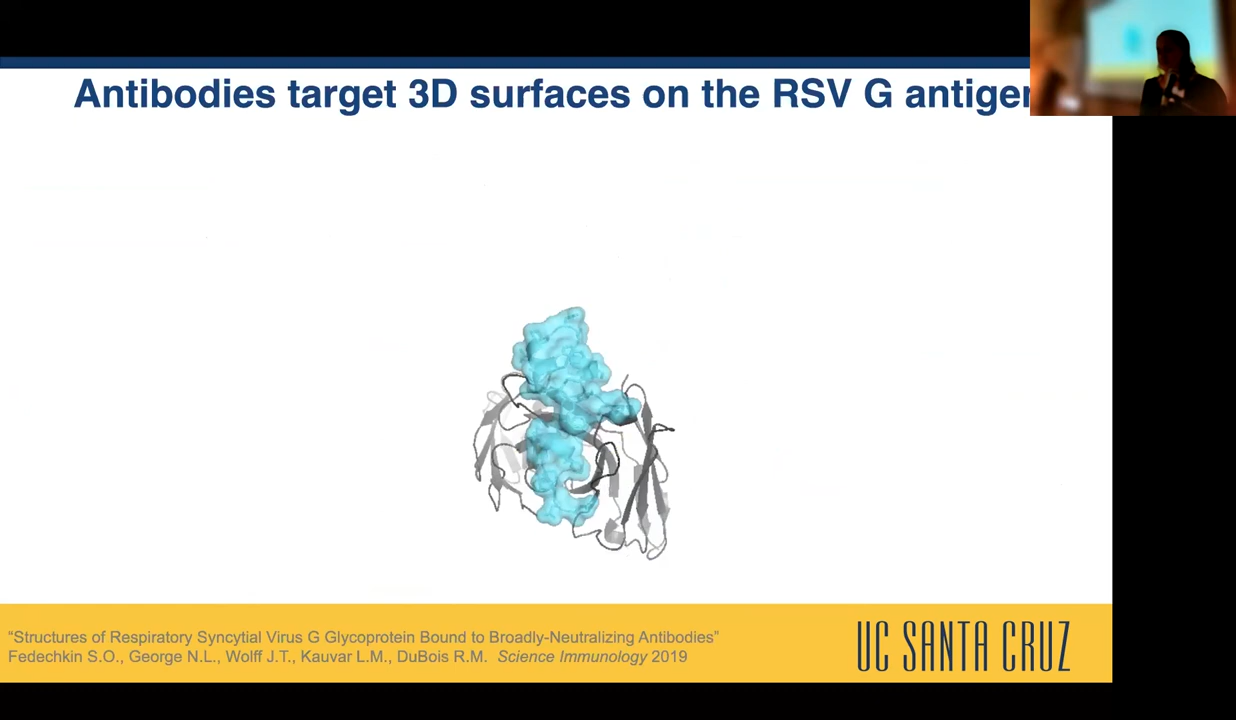 Antibodies target 3D surfaces on the RSV G antigen
“Structures of Respiratory Syncytial Virus G Glycoprotein Bound to Broadly-Neutralizing Antibodies”
Fedechkin S.O., George N.L., Wolff J.T., Kauvar L.M., DuBois R.M. Science Immunology 2019
UC SANTA CRUZ